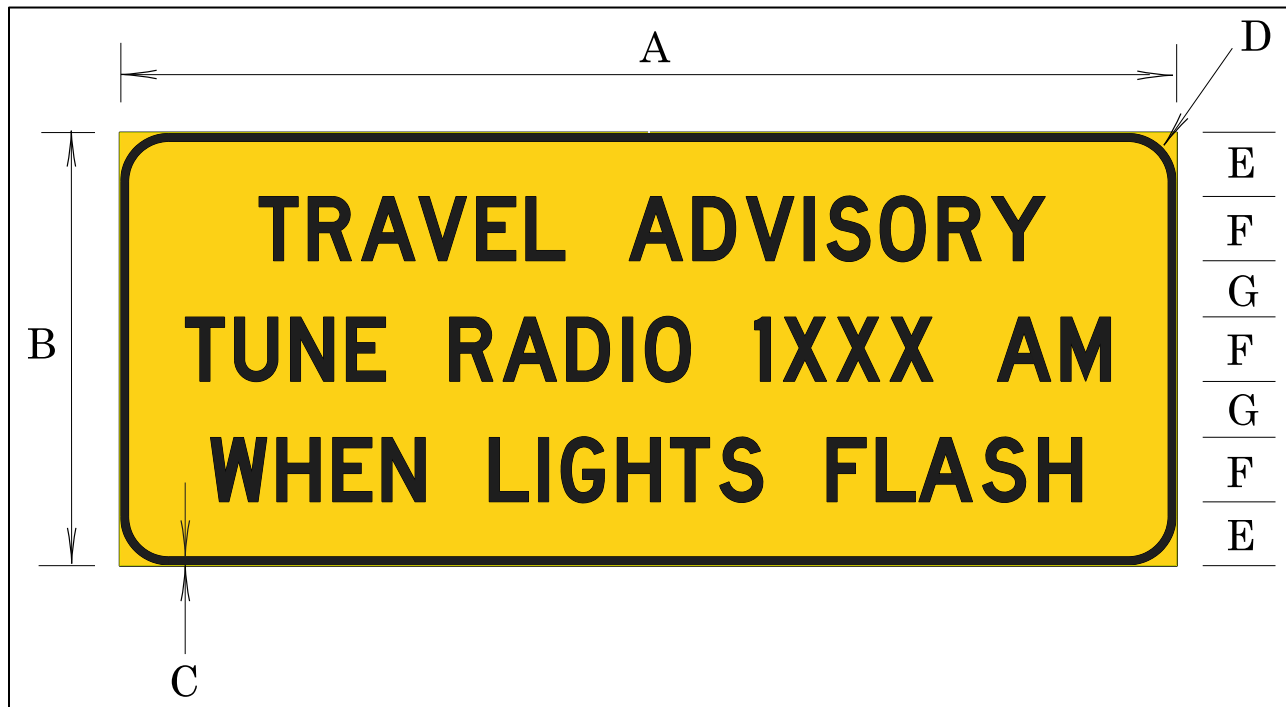 A
D
E
TRAVEL ADVISORY
F
G
B
TUNE RADIO 1XXX AM
F
G
WHEN LIGHTS FLASH
F
E
C